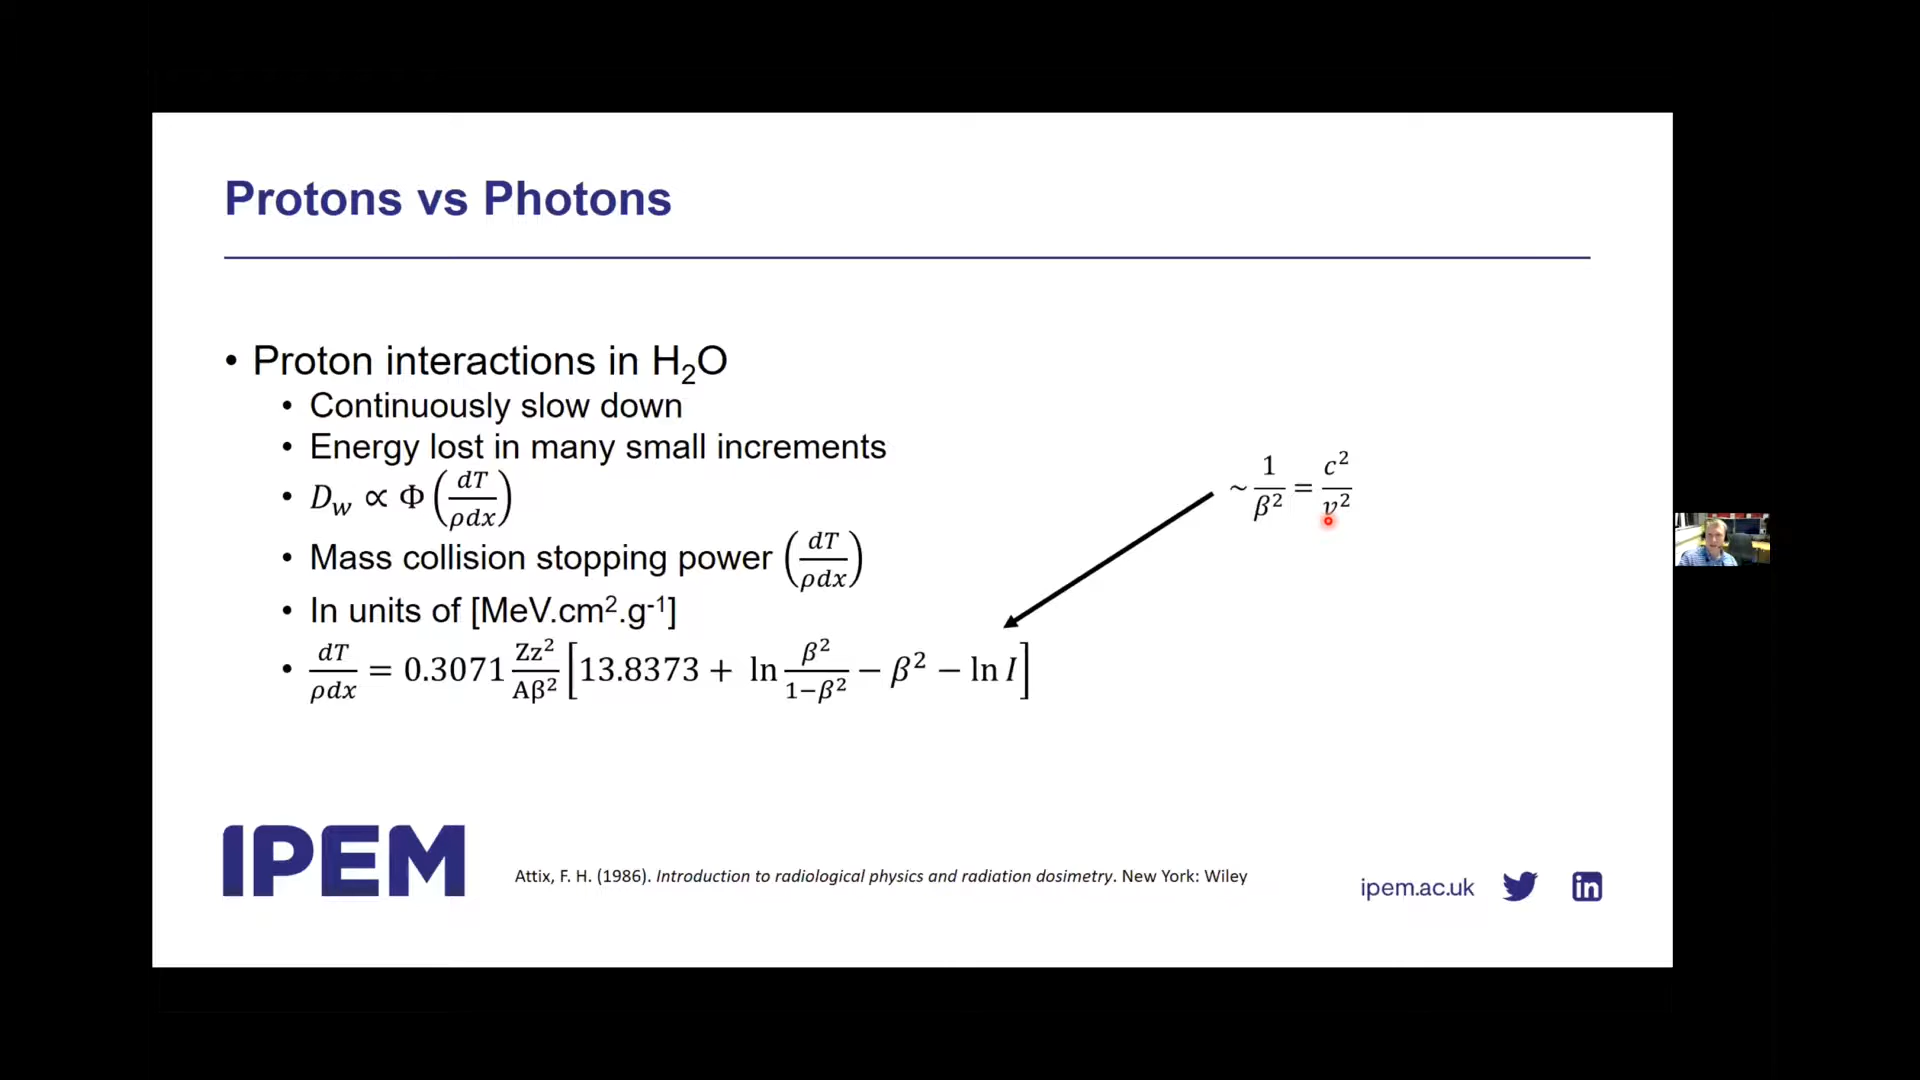 Protons vs Photons
• Proton interactions in H₂O
• Continuously slow down
• Energy lost in many small increments
• D_w ∝ Φ (dT/ρdx)
• Mass collision stopping power (dT/ρdx)
• In units of [MeV.cm².g⁻¹]
• dT/ρdx = 0.3071 Zz²/Aβ² [13.8373 + ln β²/1−β² − β² − ln I]
~ 1/β² = c²/v²
IPEM
Attix, F. H. (1986). Introduction to radiological physics and radiation dosimetry. New York: Wiley
ipem.ac.uk
in